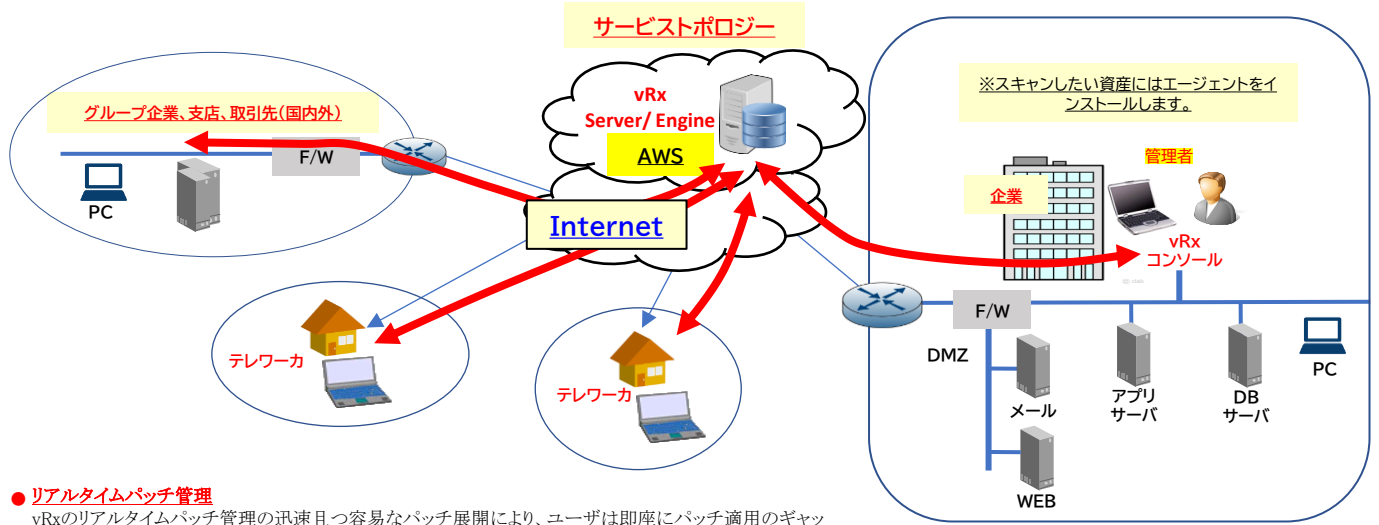 サービストポロジー
グループ企業、支店、取引先(国内外)
F/W
PC
vRx
Server/ Engine
AWS
Internet
テレワーカ
テレワーカ
※スキャンしたい資産にはエージェントをイ
ンストールします。
管理者
企業
vRx
コンソール
F/W
DMZ
メール
WEB
アプリ
サーバ
DB
サーバ
PC
● リアルタイムパッチ管理
vRxのリアルタイムパッチ管理の迅速且つ容易なパッチ展開により、ユーザは即座にパッチ適用のギャッ